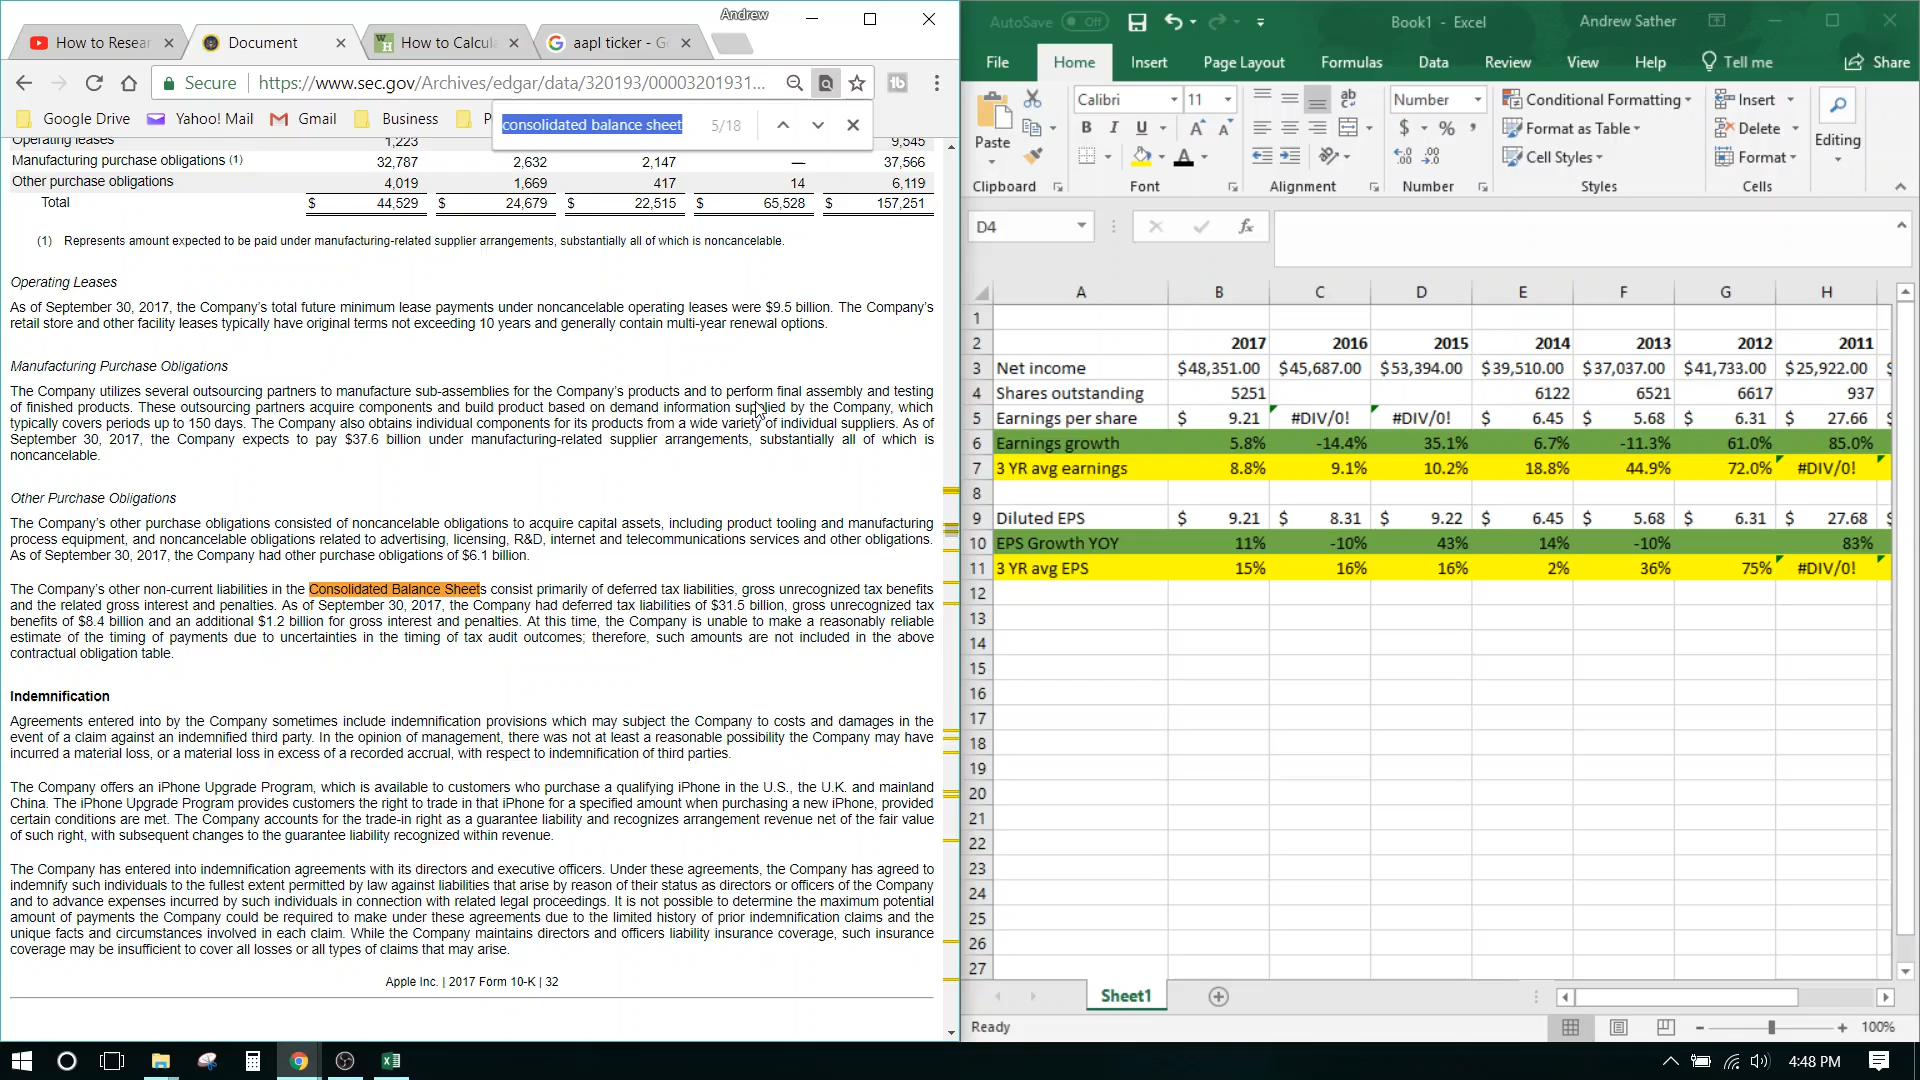 Andrew
How to Resear
Document
How to Calcula
aapl ticker - Go
Secure
https://www.sec.gov/Archives/edgar/data/320193/00003201931...
Google Drive
Yahoo! Mail
Gmail
Business
P
consolidated balance sheet 5/18
Operating leases 1,223 9,545
Manufacturing purchase obligations (1) 32,787 2,632 2,147 — 37,566
Other purchase obligations 4,019 1,669 417 14 6,119
Total $ 44,529 $ 24,679 $ 22,515 $ 65,528 $ 157,251
(1) Represents amount expected to be paid under manufacturing-related supplier arrangements, substantially all of which is noncancelable.
Operating Leases
As of September 30, 2017, the Company's total future minimum lease payments under noncancelable operating leases were $9.5 billion. The Company's
retail store and other facility leases typically have original terms not exceeding 10 years and generally contain multi-year renewal options.
Manufacturing Purchase Obligations
The Company utilizes several outsourcing partners to manufacture sub-assemblies for the Company's products and to perform final assembly and testing
of finished products. These outsourcing partners acquire components and build product based on demand information supplied by the Company, which
typically covers periods up to 150 days. The Company also obtains individual components for its products from a wide variety of individual suppliers. As of
September 30, 2017, the Company expects to pay $37.6 billion under manufacturing-related supplier arrangements, substantially all of which is
noncancelable.
Other Purchase Obligations
The Company's other purchase obligations consisted of noncancelable obligations to acquire capital assets, including product tooling and manufacturing
process equipment, and noncancelable obligations related to advertising, licensing, R&D, internet and telecommunications services and other obligations.
As of September 30, 2017, the Company had other purchase obligations of $6.1 billion.
The Company's other non-current liabilities in the Consolidated Balance Sheets consist primarily of deferred tax liabilities, gross unrecognized tax benefits
and the related gross interest and penalties. As of September 30, 2017, the Company had deferred tax liabilities of $31.5 billion, gross unrecognized tax
benefits of $8.4 billion and an additional $1.2 billion for gross interest and penalties. At this time, the Company is unable to make a reasonably reliable
estimate of the timing of payments due to uncertainties in the timing of tax audit outcomes; therefore, such amounts are not included in the above
contractual obligation table.
Indemnification
Agreements entered into by the Company sometimes include indemnification provisions which may subject the Company to costs and damages in the
event of a claim against an indemnified third party. In the opinion of management, there was not at least a reasonable possibility the Company may have
incurred a material loss, or a material loss in excess of a recorded accrual, with respect to indemnification of third parties.
The Company offers an iPhone Upgrade Program, which is available to customers who purchase a qualifying iPhone in the U.S., the U.K. and mainland
China. The iPhone Upgrade Program provides customers the right to trade in that iPhone for a specified amount when purchasing a new iPhone, provided
certain conditions are met. The Company accounts for the trade-in right as a guarantee liability and recognizes arrangement revenue net of the fair value
of such right, with subsequent changes to the guarantee liability recognized within revenue.
The Company has entered into indemnification agreements with its directors and executive officers. Under these agreements, the Company has agreed to
indemnify such individuals to the fullest extent permitted by law against liabilities that arise by reason of their status as directors or officers of the Company
and to advance expenses incurred by such individuals in connection with related legal proceedings. It is not possible to determine the maximum potential
amount of payments the Company could be required to make under these agreements due to the limited history of prior indemnification claims and the
unique facts and circumstances involved in each claim. While the Company maintains directors and officers liability insurance coverage, such insurance
coverage may be insufficient to cover all losses or all types of claims that may arise.
Apple Inc. | 2017 Form 10-K | 32
AutoSave Off Book1 - Excel Andrew Sather
File Home Insert Page Layout Formulas Data Review View Help Tell me Share
Paste
Calibri 11
B I U A A
ab
Number
$ % ,
Conditional Formatting
Format as Table
Cell Styles
Insert
Delete
Format
Editing
Clipboard Font Alignment Number Styles Cells
D4 fx
A B C D E F G H
1
2 2017 2016 2015 2014 2013 2012 2011
3 Net income $48,351.00 $45,687.00 $53,394.00 $39,510.00 $37,037.00 $41,733.00 $25,922.00
4 Shares outstanding 5251 6122 6521 6617 937
5 Earnings per share $ 9.21 #DIV/0! #DIV/0! $ 6.45 $ 5.68 $ 6.31 $ 27.66
6 Earnings growth 5.8% -14.4% 35.1% 6.7% -11.3% 61.0% 85.0%
7 3 YR avg earnings 8.8% 9.1% 10.2% 18.8% 44.9% 72.0% #DIV/0!
8
9 Diluted EPS $ 9.21 $ 8.31 $ 9.22 $ 6.45 $ 5.68 $ 6.31 $ 27.68
10 EPS Growth YOY 11% -10% 43% 14% -10% 83%
11 3 YR avg EPS 15% 16% 16% 2% 36% 75% #DIV/0!
12
13
14
15
16
17
18
19
20
21
22
23
24
25
26
27
Sheet1
Ready 100%
4:48 PM